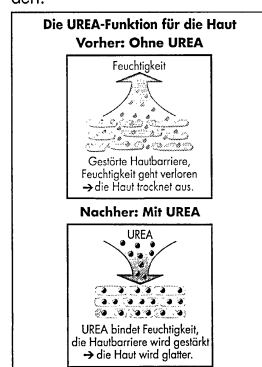 den.
Die UREA-Funktion für die Haut
Vorher: Ohne UREA
Feuchtigkeit
Gestörte Hautbarriere,
Feuchtigkeit geht verloren
→ die Haut trocknet aus.
Nachher: Mit UREA
UREA
UREA bindet Feuchtigkeit,
die Hautbarriere wird gestärkt
→ die Haut wird glatter.